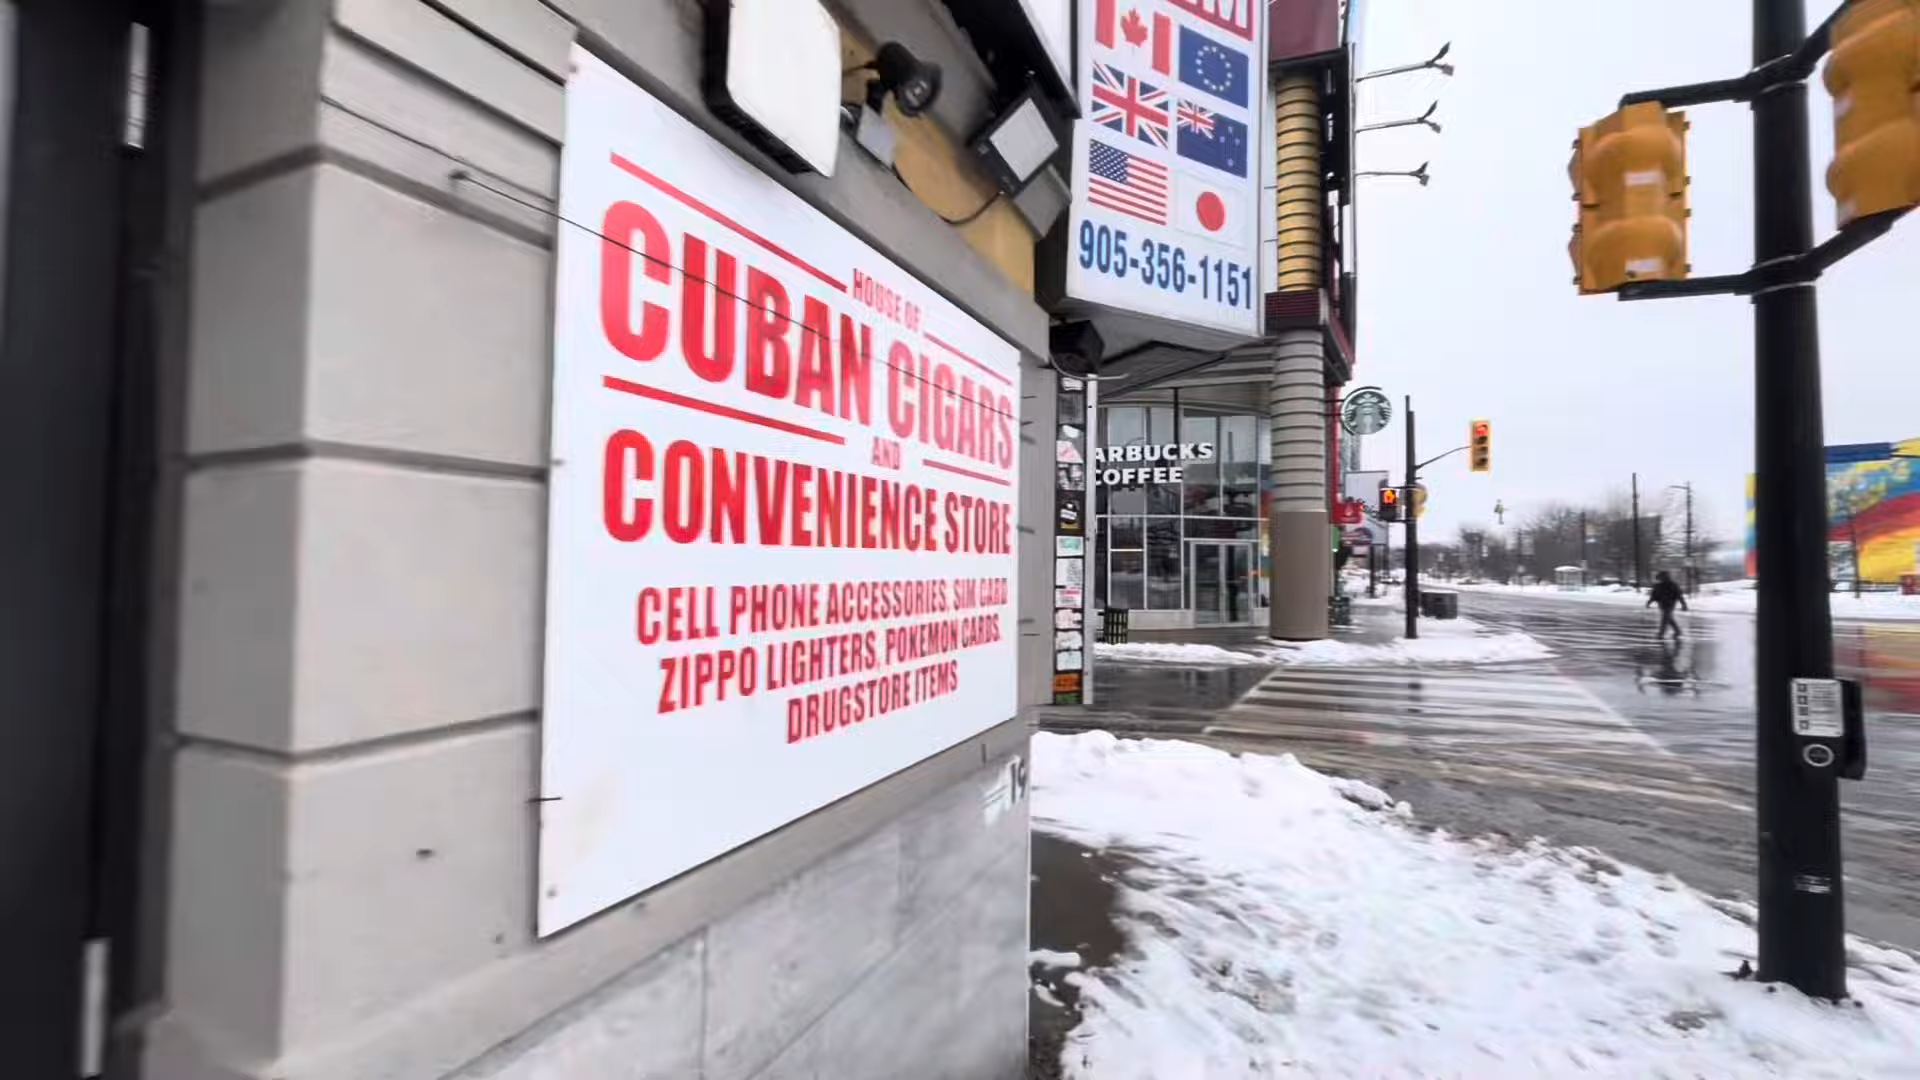 HOUSE OF
CUBAN CIGARS
AND
CONVENIENCE STORE
CELL PHONE ACCESSORIES, SIM CARD
ZIPPO LIGHTERS, POKEMON CARDS,
DRUGSTORE ITEMS
905-356-1151
ARBUCKS
COFFEE